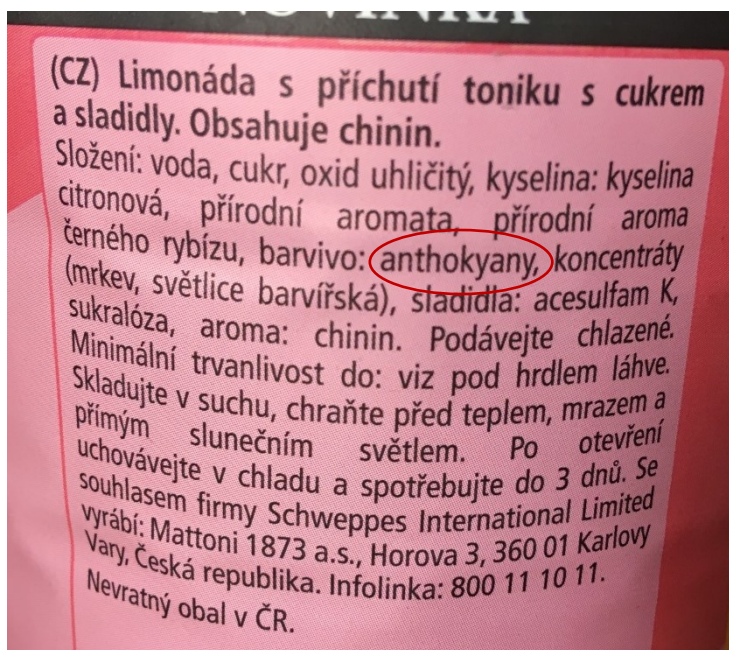 NOVINKA
(CZ) Limonáda s příchutí toniku s cukrem
a sladidly. Obsahuje chinin.
Složení: voda, cukr, oxid uhličitý, kyselina: kyselina
citronová, přírodní aromata, přírodní aroma
černého rybízu, barvivo: anthokyany, koncentráty
(mrkev, světlice barvířská), sladidla: acesulfam K,
sukralóza, aroma: chinin. Podávejte chlazené.
Minimální trvanlivost do: viz pod hrdlem láhve.
Skladujte v suchu, chraňte před teplem, mrazem a
přímým slunečním světlem. Po otevření
uchovávejte v chladu a spotřebujte do 3 dnů. Se
souhlasem firmy Schweppes International Limited
vyrábí: Mattoni 1873 a.s., Horova 3, 360 01 Karlovy
Vary, Česká republika. Infolinka: 800 11 10 11.
Nevratný obal v ČR.